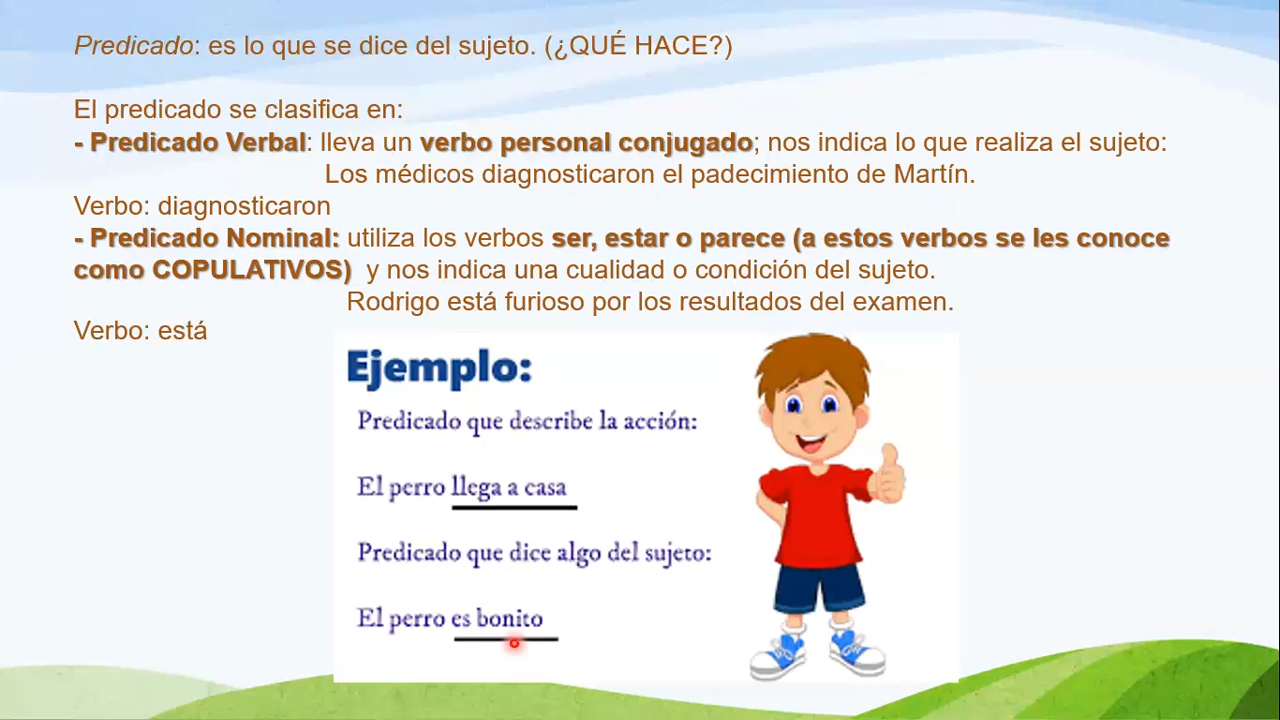 Predicado: es lo que se dice del sujeto. (¿QUÉ HACE?)
El predicado se clasifica en:
- Predicado Verbal: lleva un verbo personal conjugado; nos indica lo que realiza el sujeto:
Los médicos diagnosticaron el padecimiento de Martín.
Verbo: diagnosticaron
- Predicado Nominal: utiliza los verbos ser, estar o parece (a estos verbos se les conoce
como COPULATIVOS) y nos indica una cualidad o condición del sujeto.
Rodrigo está furioso por los resultados del examen.
Verbo: está
Ejemplo:
Predicado que describe la acción:
El perro llega a casa
Predicado que dice algo del sujeto:
El perro es bonito